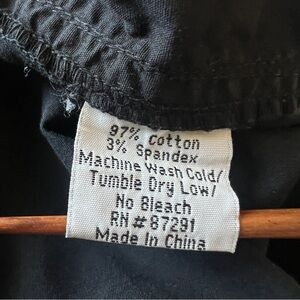 97% Cotton
3% Spandex
Machine Wash Cold/
Tumble Dry Low/
No Bleach
RN # 87291
Made In China